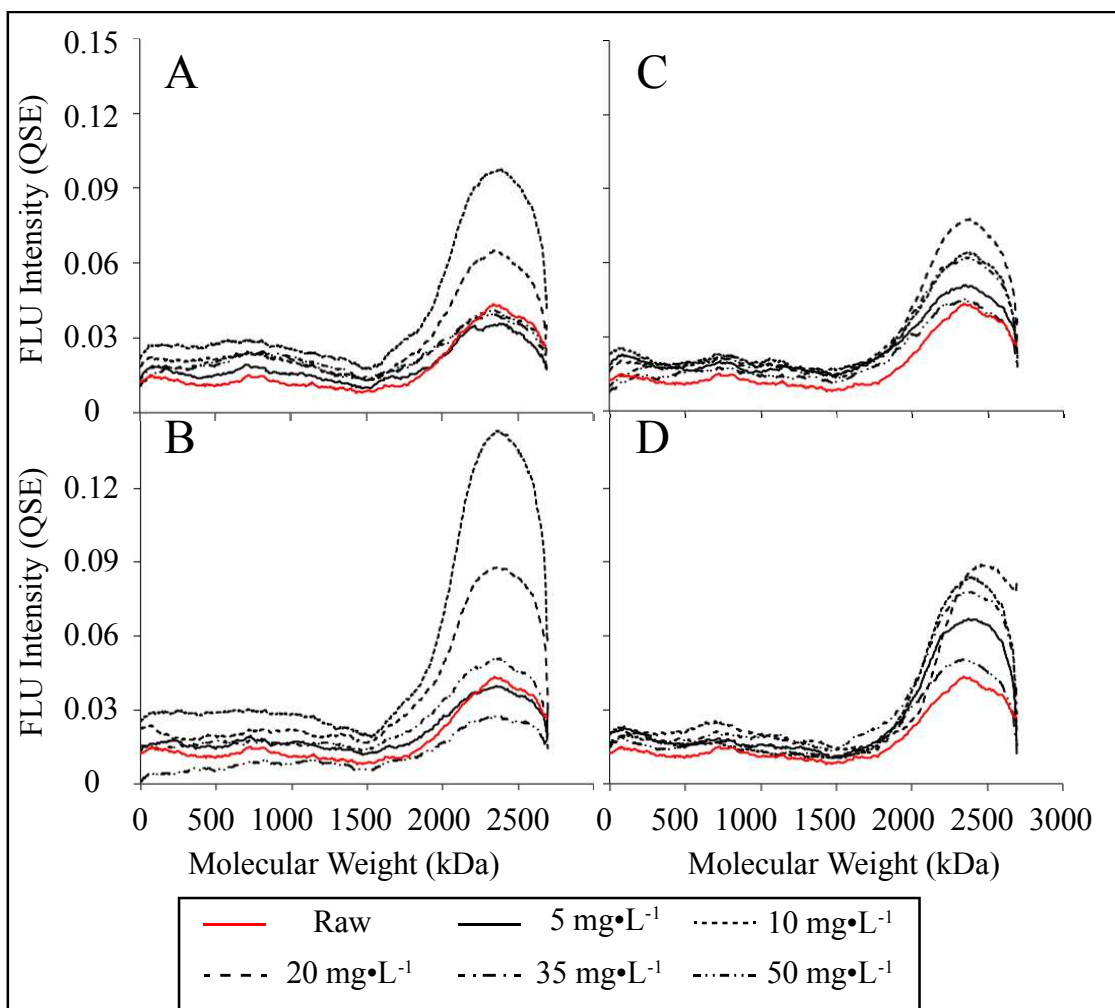 A
C
0.15
0.12
0.09
0.06
0.03
0
FLU Intensity (QSE)
B
D
0.12
0.09
0.06
0.03
0
FLU Intensity (QSE)
0 500 1000 1500 2000 2500 0 500 1000 1500 2000 2500 3000
Molecular Weight (kDa) Molecular Weight (kDa)
Raw 5 mg•L⁻¹ 10 mg•L⁻¹
20 mg•L⁻¹ 35 mg•L⁻¹ 50 mg•L⁻¹